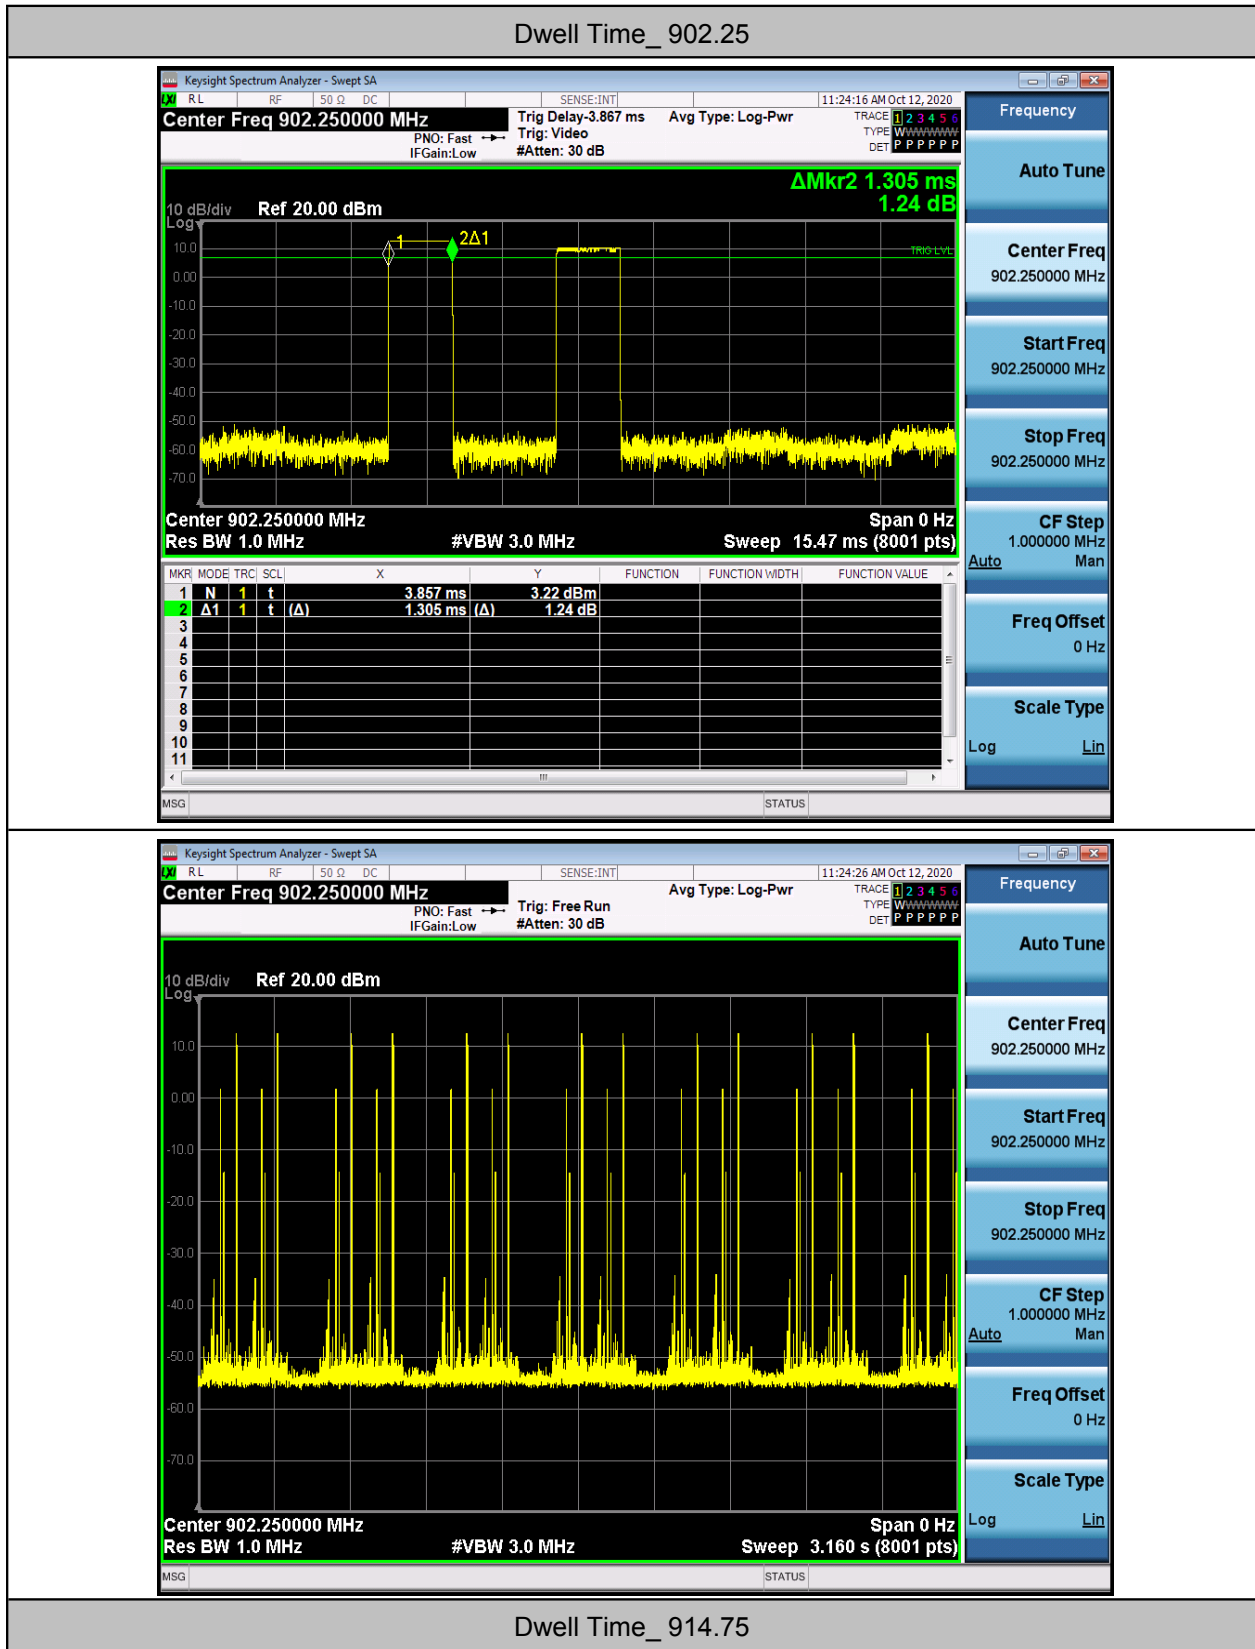 Dwell Time_ 902.25
Keysight Spectrum Analyzer - Swept SA
LXI RL RF 50 Ω DC SENSE:INT 11:24:16 AM Oct 12, 2020
Center Freq 902.250000 MHz
PNO: Fast
IFGain:Low
Trig Delay-3.867 ms
Trig: Video
#Atten: 30 dB
Avg Type: Log-Pwr
TRACE 1 2 3 4 5 6
TYPE WWWWWW
DET P P P P P P
ΔMkr2 1.305 ms
1.24 dB
10 dB/div Ref 20.00 dBm
Log
1
2Δ1
TRIG LVL
10.0
0.00
-10.0
-20.0
-30.0
-40.0
-50.0
-60.0
-70.0
Center 902.250000 MHz Span 0 Hz
Res BW 1.0 MHz #VBW 3.0 MHz Sweep 15.47 ms (8001 pts)
MKR MODE TRC SCL X Y FUNCTION FUNCTION WIDTH FUNCTION VALUE
1 N 1 t 3.857 ms 3.22 dBm
2 Δ1 1 t (Δ) 1.305 ms (Δ) 1.24 dB
3
4
5
6
7
8
9
10
11
MSG STATUS
Frequency
Auto Tune
Center Freq
902.250000 MHz
Start Freq
902.250000 MHz
Stop Freq
902.250000 MHz
CF Step
1.000000 MHz
Auto Man
Freq Offset
0 Hz
Scale Type
Log Lin
Keysight Spectrum Analyzer - Swept SA
LXI RL RF 50 Ω DC SENSE:INT 11:24:26 AM Oct 12, 2020
Center Freq 902.250000 MHz
PNO: Fast
IFGain:Low
Trig: Free Run
#Atten: 30 dB
Avg Type: Log-Pwr
TRACE 1 2 3 4 5 6
TYPE WWWWWW
DET P P P P P P
10 dB/div Ref 20.00 dBm
Log
10.0
0.00
-10.0
-20.0
-30.0
-40.0
-50.0
-60.0
-70.0
Center 902.250000 MHz Span 0 Hz
Res BW 1.0 MHz #VBW 3.0 MHz Sweep 3.160 s (8001 pts)
MSG STATUS
Frequency
Auto Tune
Center Freq
902.250000 MHz
Start Freq
902.250000 MHz
Stop Freq
902.250000 MHz
CF Step
1.000000 MHz
Auto Man
Freq Offset
0 Hz
Scale Type
Log Lin
Dwell Time_ 914.75